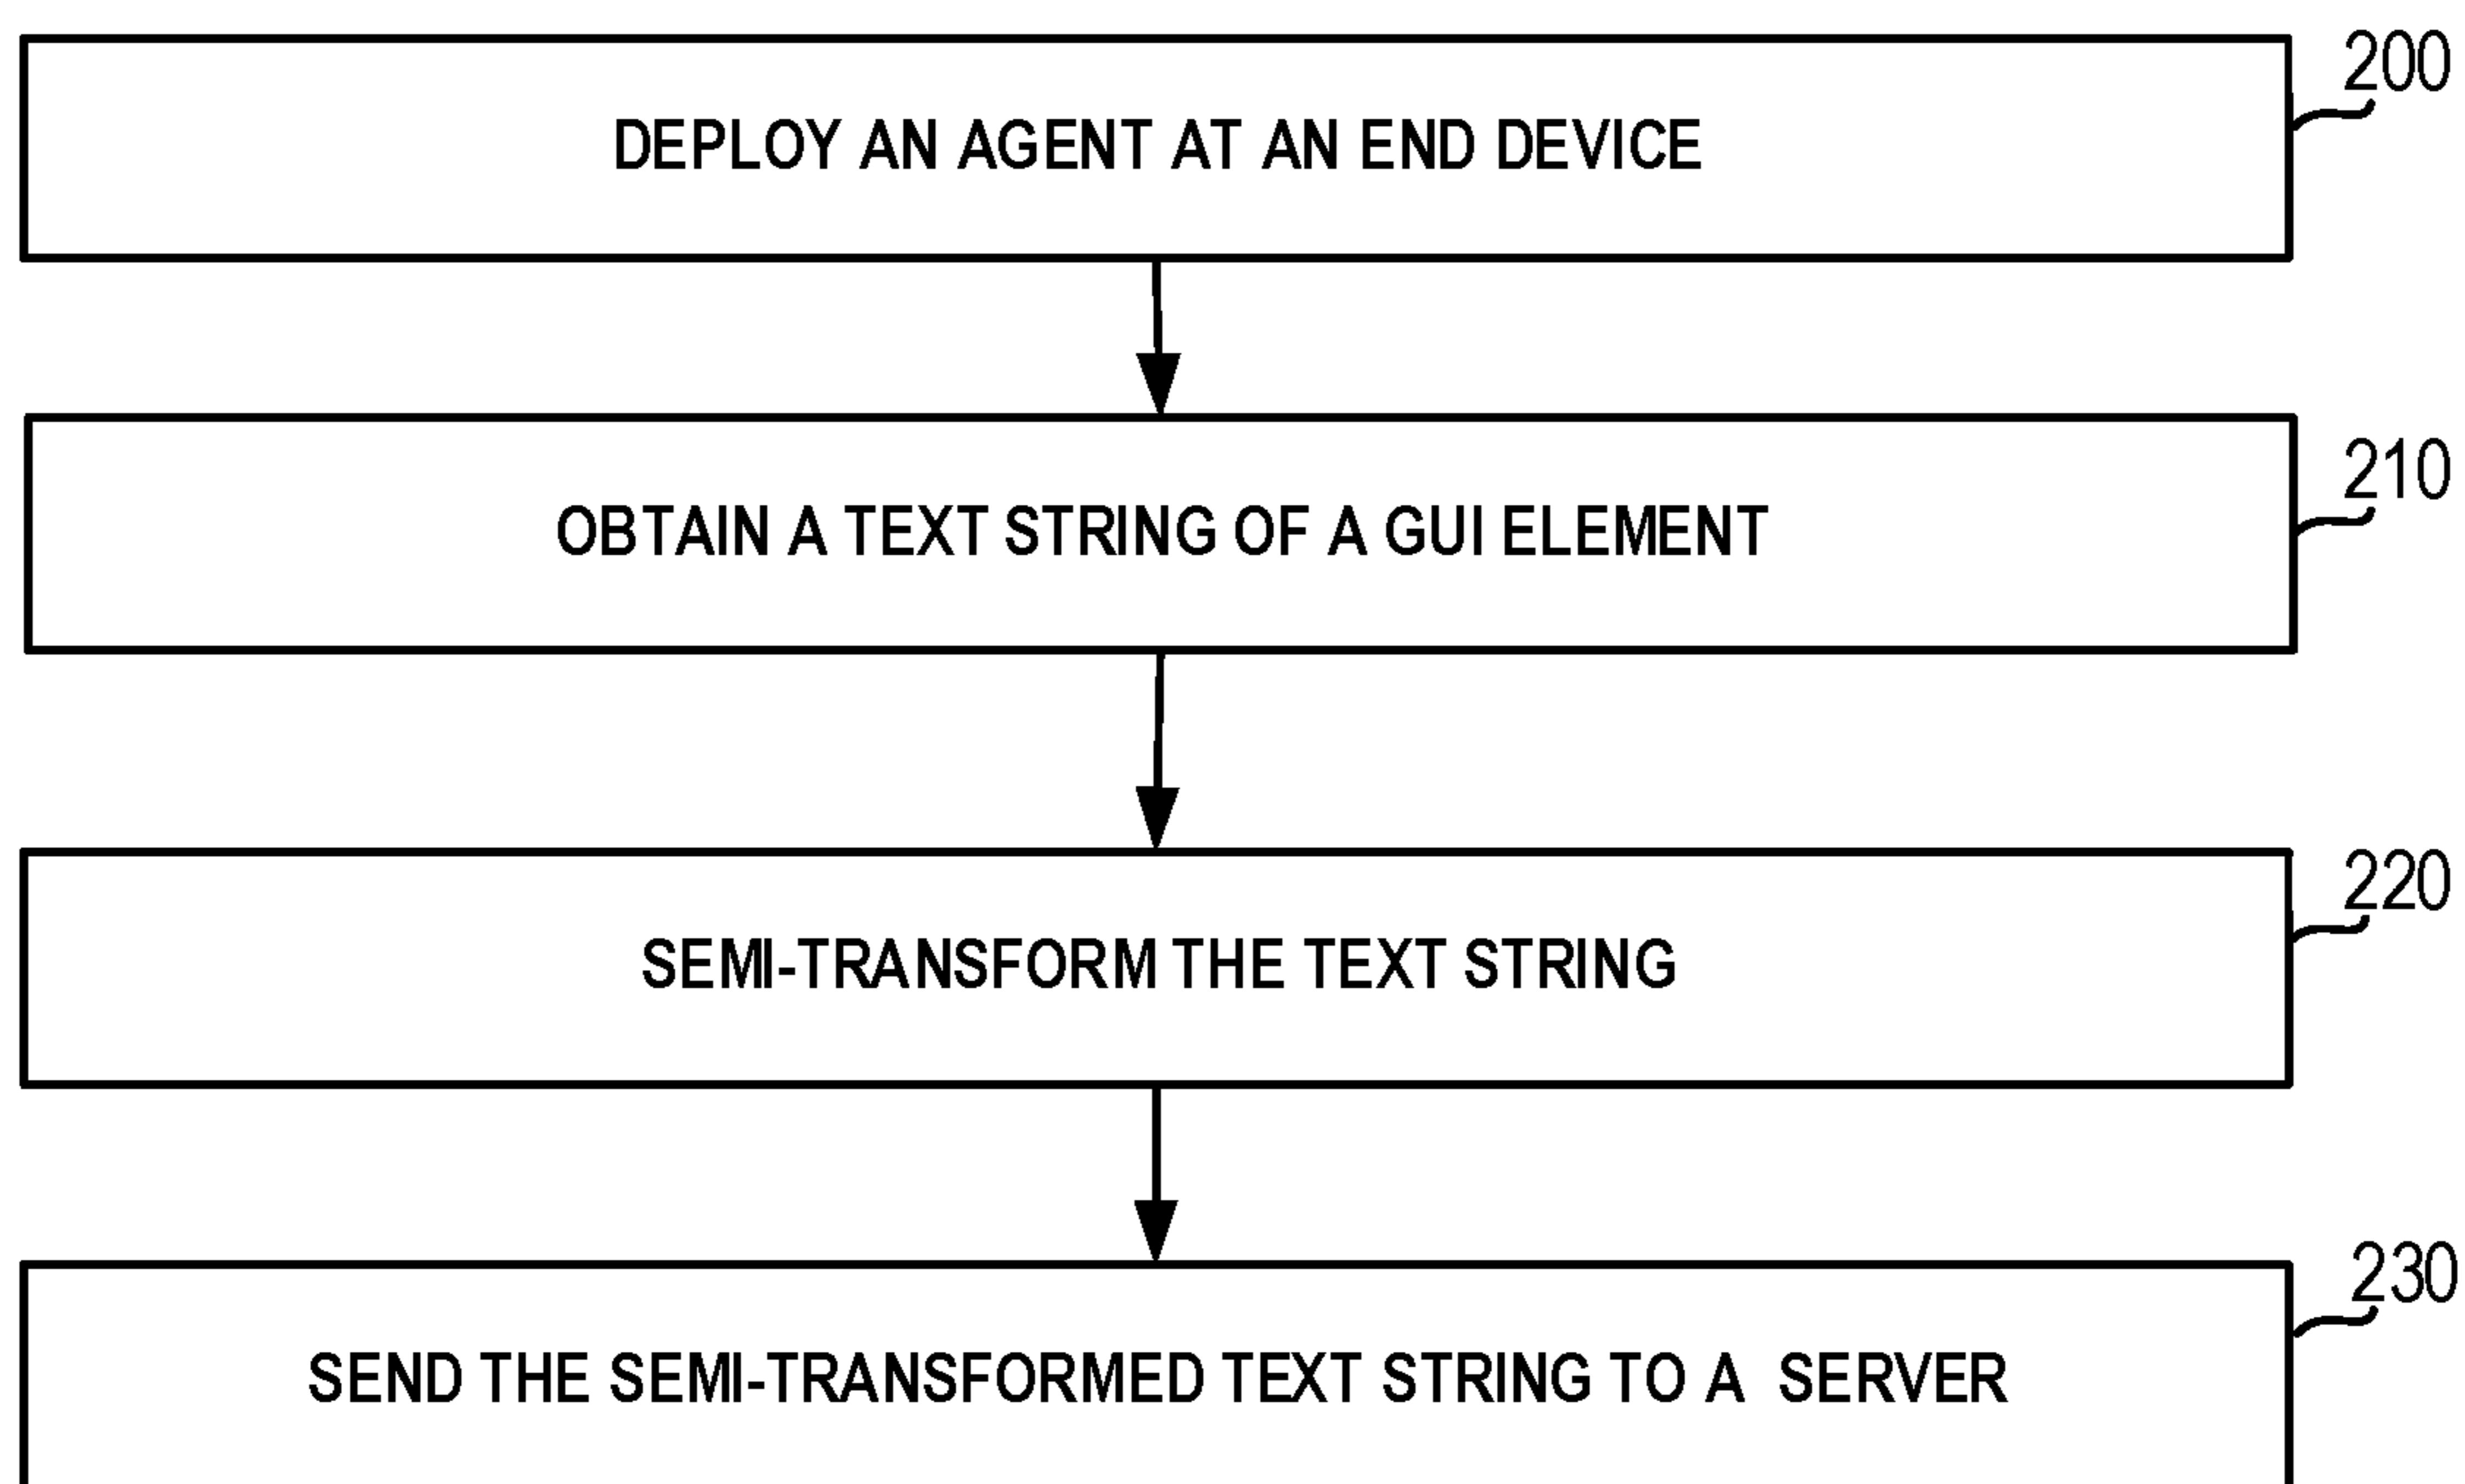 200
DEPLOY AN AGENT AT AN END DEVICE
210
OBTAIN A TEXT STRING OF A GUI ELEMENT
220
SEMI-TRANSFORM THE TEXT STRING
230
SEND THE SEMI-TRANSFORMED TEXT STRING TO A SERVER